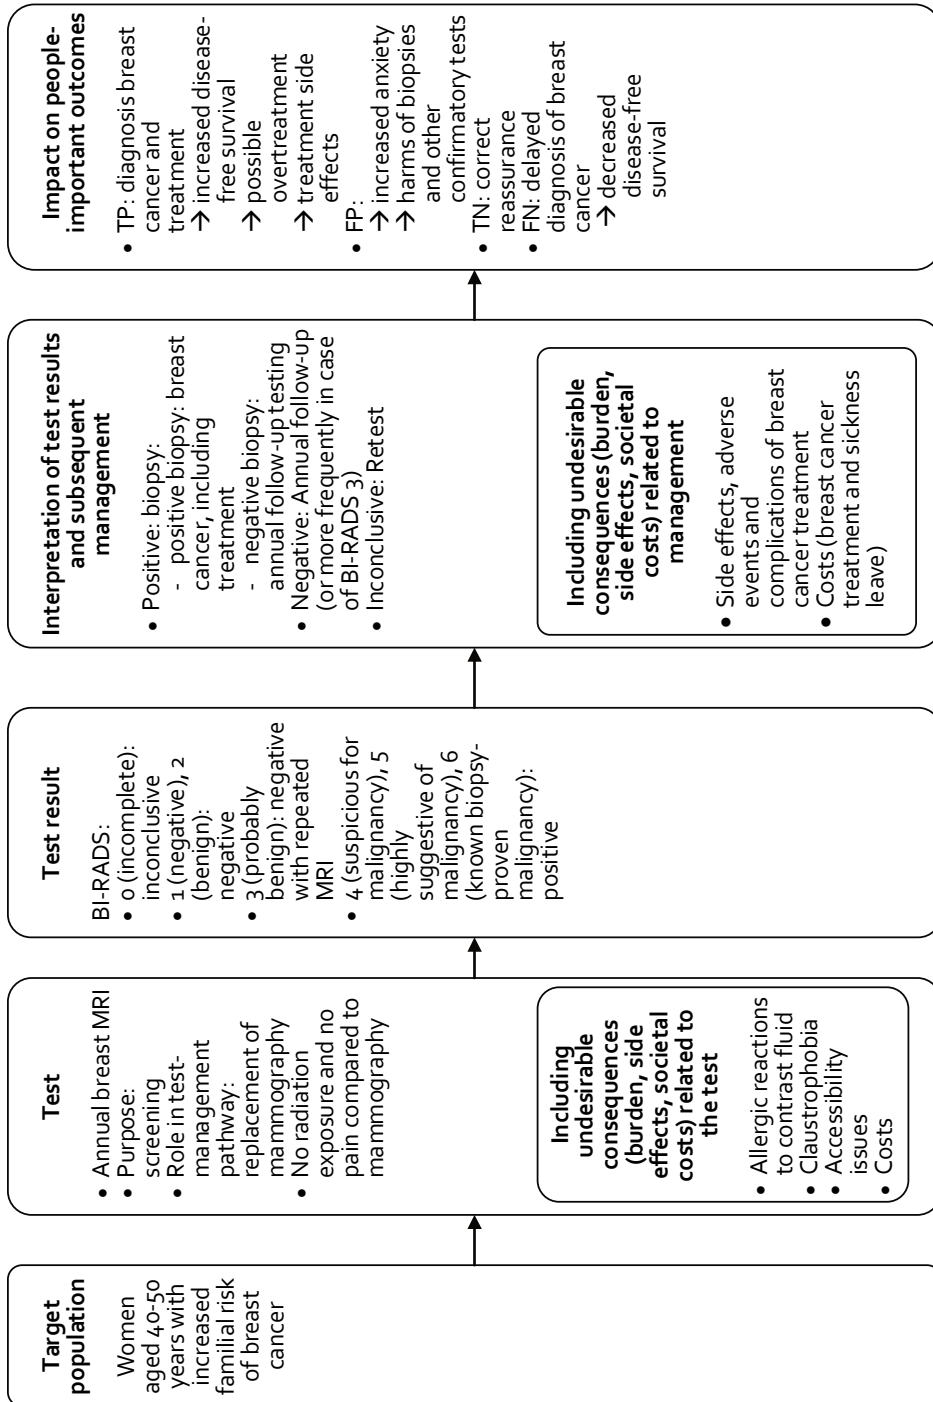 Target
population
Women
aged 40-50
years with
increased
familial risk
of breast
cancer
Test
• Annual breast MRI
• Purpose:
screening
• Role in test-
management
pathway:
replacement of
mammography
• No radiation
exposure and no
pain compared to
mammography
Including
undesirable
consequences
(burden, side
effects, societal
costs) related to
the test
• Allergic reactions
to contrast fluid
• Claustrophobia
• Accessibility
issues
• Costs
Test result
BI-RADS:
• 0 (incomplete):
inconclusive
• 1 (negative), 2
(benign):
negative
• 3 (probably
benign): negative
with repeated
MRI
• 4 (suspicious for
malignancy), 5
(highly
suggestive of
malignancy), 6
(known biopsy-
proven
malignancy):
positive
Interpretation of test results
and subsequent
management
• Positive: biopsy:
- positive biopsy: breast
cancer, including
treatment
- negative biopsy:
annual follow-up testing
• Negative: Annual follow-up
(or more frequently in case
of BI-RADS 3)
• Inconclusive: Retest
Including undesirable
consequences (burden,
side effects, societal
costs) related to
management
• Side effects, adverse
events and
complications of breast
cancer treatment
• Costs (breast cancer
treatment and sickness
leave)
Impact on people-
important outcomes
• TP: diagnosis breast
cancer and
treatment
→ increased disease-
free survival
→ possible
overtreatment
→ treatment side
effects
• FP:
→ increased anxiety
→ harms of biopsies
and other
confirmatory tests
• TN: correct
reassurance
• FN: delayed
diagnosis of breast
cancer
→ decreased
disease-free
survival